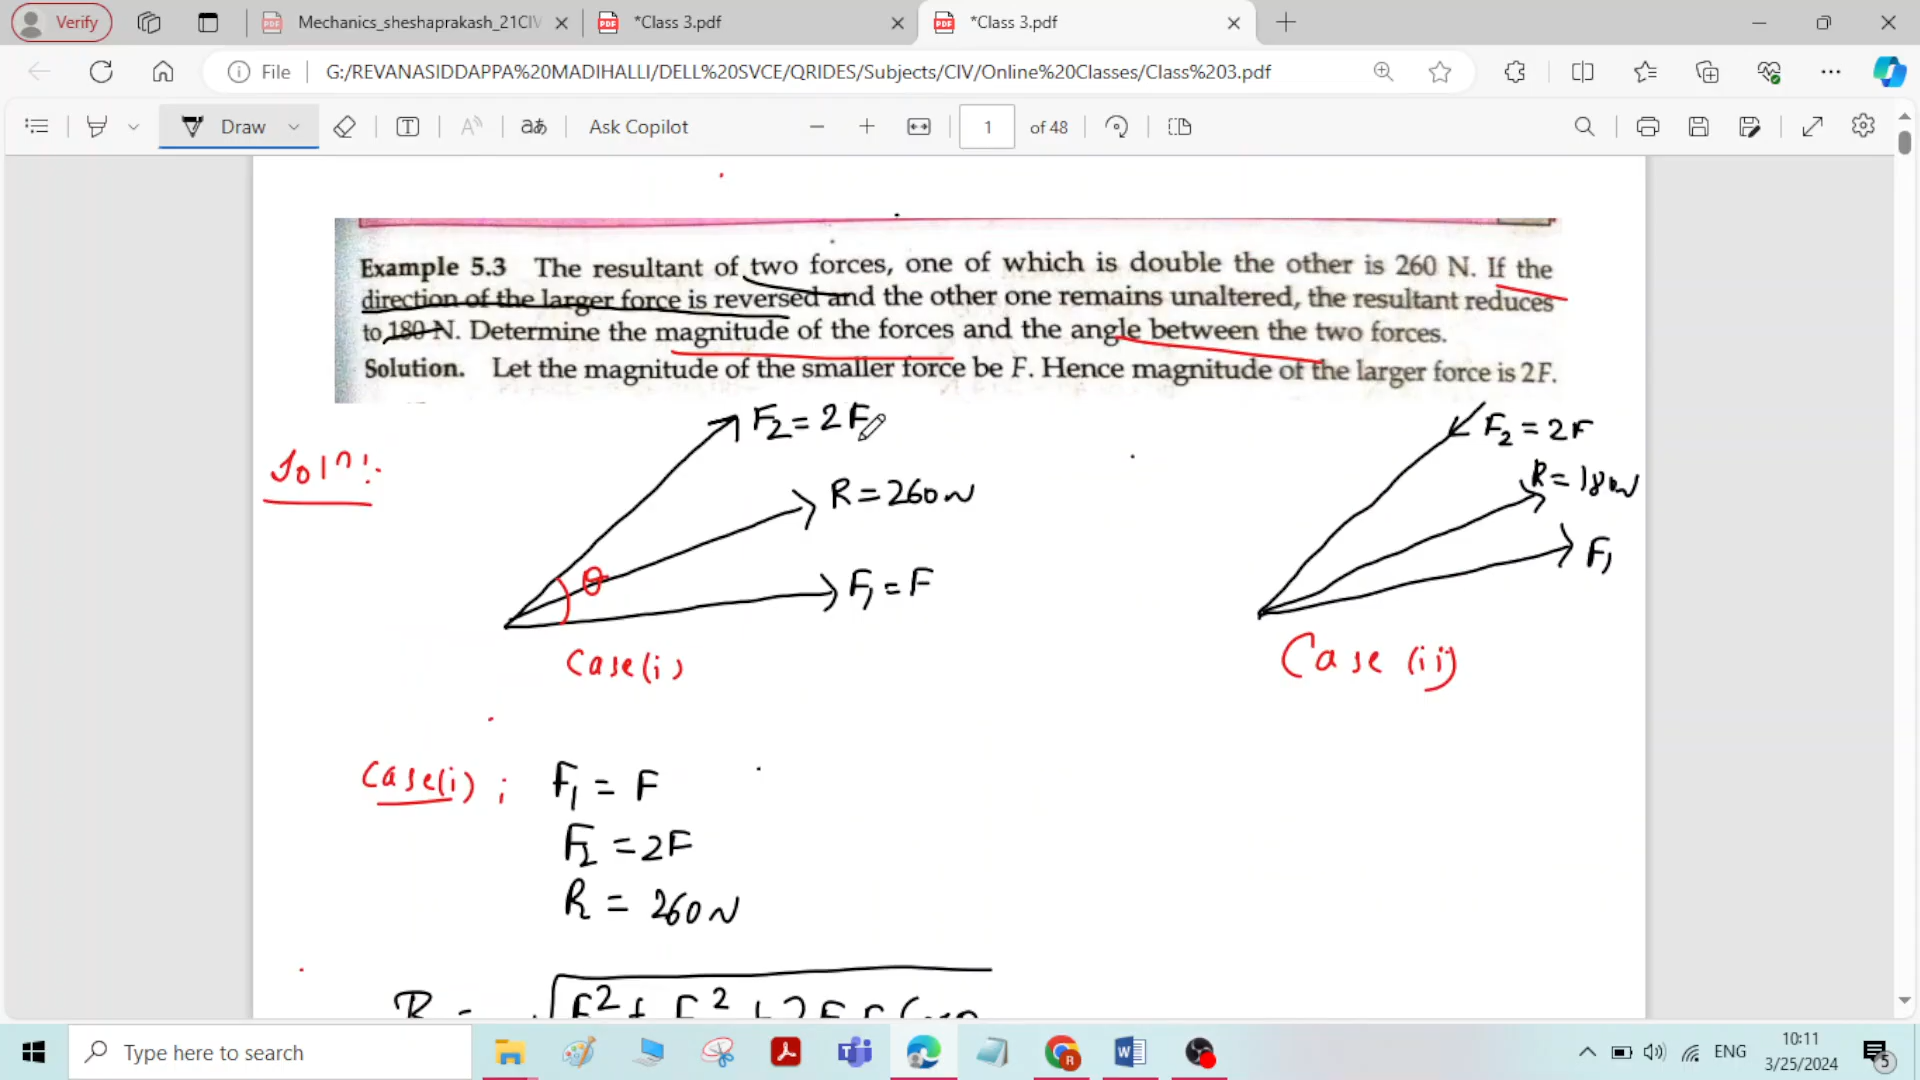 Verify
Mechanics_sheshaprakash_21CIV
*Class 3.pdf
*Class 3.pdf
File
G:/REVANASIDDAPPA%20MADIHALLI/DELL%20SVCE/QRIDES/Subjects/CIV/Online%20Classes/Class%203.pdf
Draw
Ask Copilot
1 of 48
Example 5.3 The resultant of two forces, one of which is double the other is 260 N. If the
direction of the larger force is reversed and the other one remains unaltered, the resultant reduces
to 180 N. Determine the magnitude of the forces and the angle between the two forces.
Solution. Let the magnitude of the smaller force be F. Hence magnitude of the larger force is 2F.
Soln:
F2 = 2F
R = 260N
θ
F1 = F
Case(i)
F2 = 2F
R = 180N
F1
Case (ii)
Case(i) ;
F1 = F
F2 = 2F
R = 260N
Type here to search
ENG
10:11
3/25/2024
5